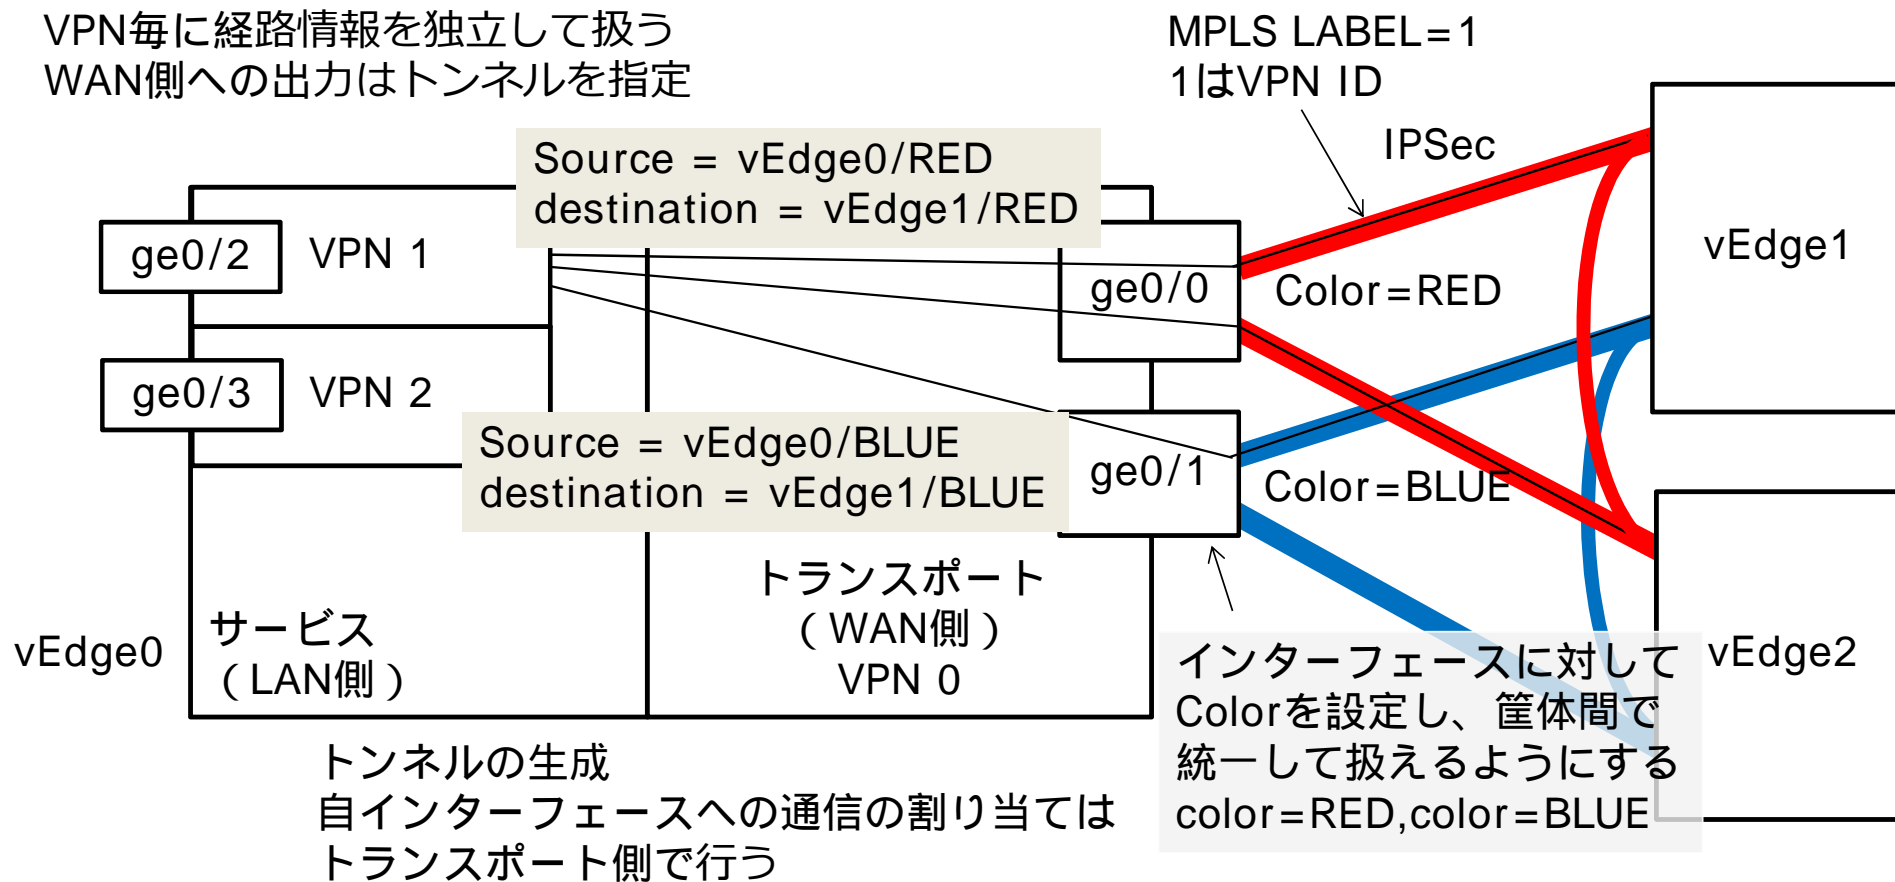 VPN毎に経路情報を独立して扱う
WAN側への出力はトンネルを指定
MPLS LABEL=1
1はVPN ID
IPSec
Source = vEdge0/RED
destination = vEdge1/RED
ge0/2
VPN 1
ge0/0
Color=RED
vEdge1
ge0/3
VPN 2
Source = vEdge0/BLUE
destination = vEdge1/BLUE
ge0/1
Color=BLUE
vEdge0
サービス
(LAN側)
トランスポート
(WAN側)
VPN 0
インターフェースに対して
Colorを設定し、筐体間で
統一して扱えるようにする
color=RED,color=BLUE
vEdge2
トンネルの生成
自インターフェースへの通信の割り当ては
トランスポート側で行う